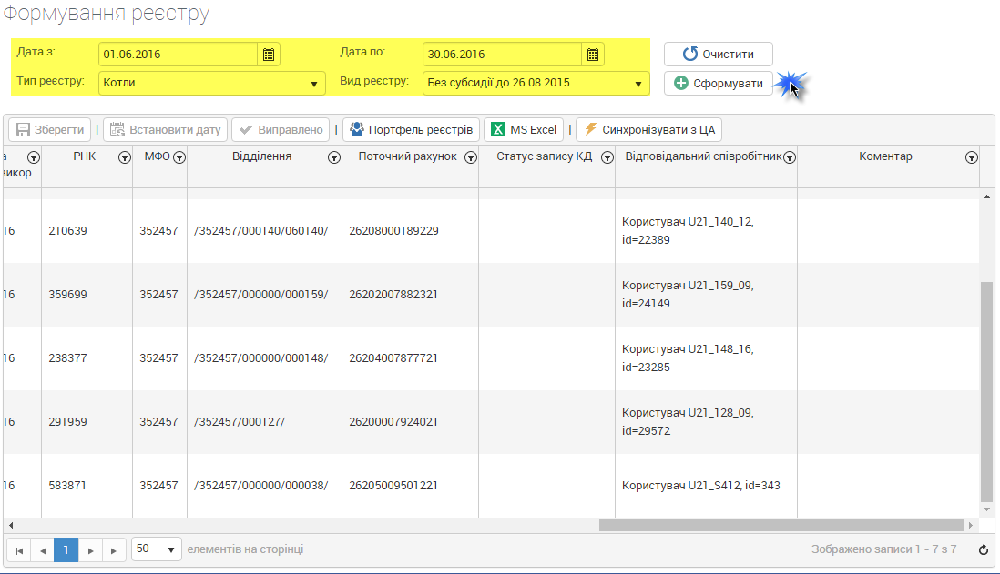 Формування реєстру
Дата з: 01.06.2016 Дата по: 30.06.2016 Очистити
Тип реєстру: Котли Вид реєстру: Без субсидії до 26.08.2015 Сформувати
Зберегти | Встановити дату Виправлено | Портфель реєстрів MS Excel | Синхронізувати з ЦА
а РНК МФО Відділення Поточний рахунок Статус запису КД Відповідальний співробітник Коментар
викор.
16 210639 352457 /352457/000140/060140/ 26208000189229 Користувач U21_140_12,
id=22389
16 359699 352457 /352457/000000/000159/ 26202007882321 Користувач U21_159_09,
id=24149
16 238377 352457 /352457/000000/000148/ 26204007877721 Користувач U21_148_16,
id=23285
16 291959 352457 /352457/000127/ 26200007924021 Користувач U21_128_09,
id=29572
16 583871 352457 /352457/000000/000038/ 26205009501221 Користувач U21_S412, id=343
1 50 елементів на сторінці Зображено записи 1 - 7 з 7